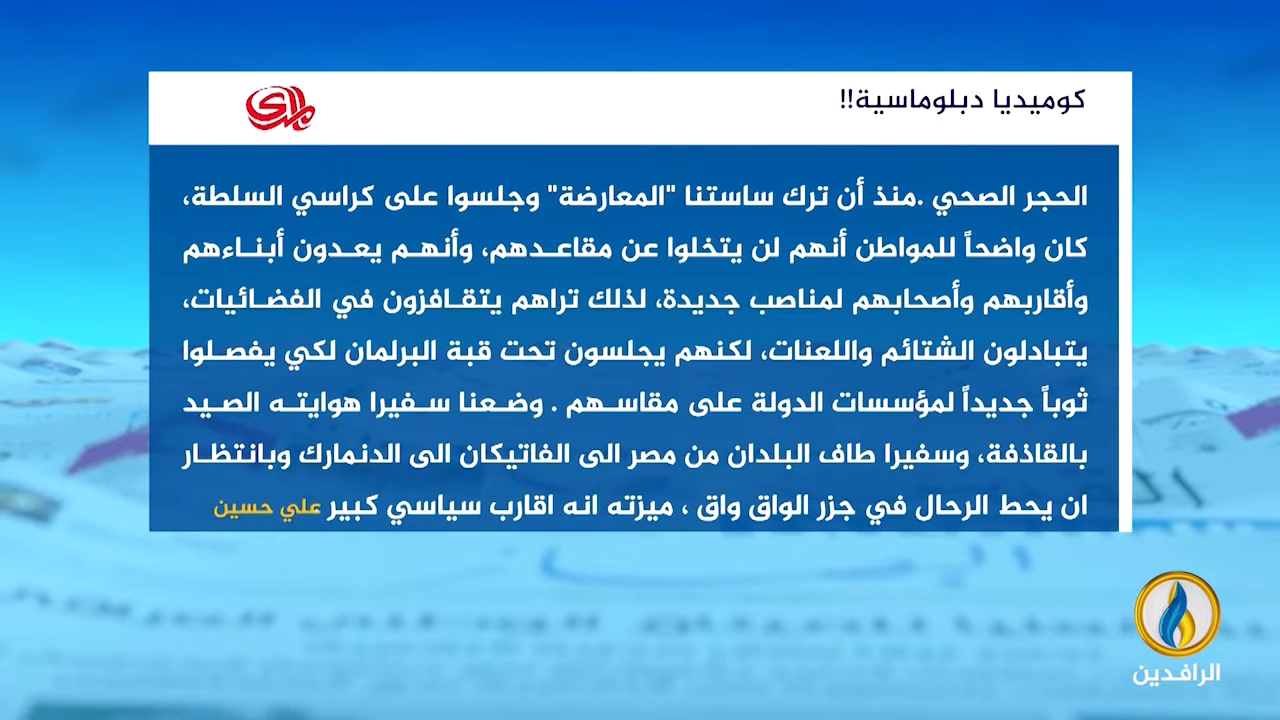 كوميديا دبلوماسية!!
المدى
الحجر الصحي .منذ أن ترك ساستنا "المعارضة" وجلسوا على كراسي السلطة،
كان واضحاً للمواطن أنهم لن يتخلوا عن مقاعدهم، وأنهم يعدون أبناءهم
وأقاربهم وأصحابهم لمناصب جديدة، لذلك تراهم يتقافزون في الفضائيات،
يتبادلون الشتائم واللعنات، لكنهم يجلسون تحت قبة البرلمان لكي يفصلوا
ثوباً جديداً لمؤسسات الدولة على مقاسهم . وضعنا سفيرا هوايته الصيد
بالقاذفة، وسفيرا طاف البلدان من مصر الى الفاتيكان الى الدنمارك وبانتظار
ان يحط الرحال في جزر الواق واق ، ميزته انه اقارب سياسي كبير علي حسين
الرافدين